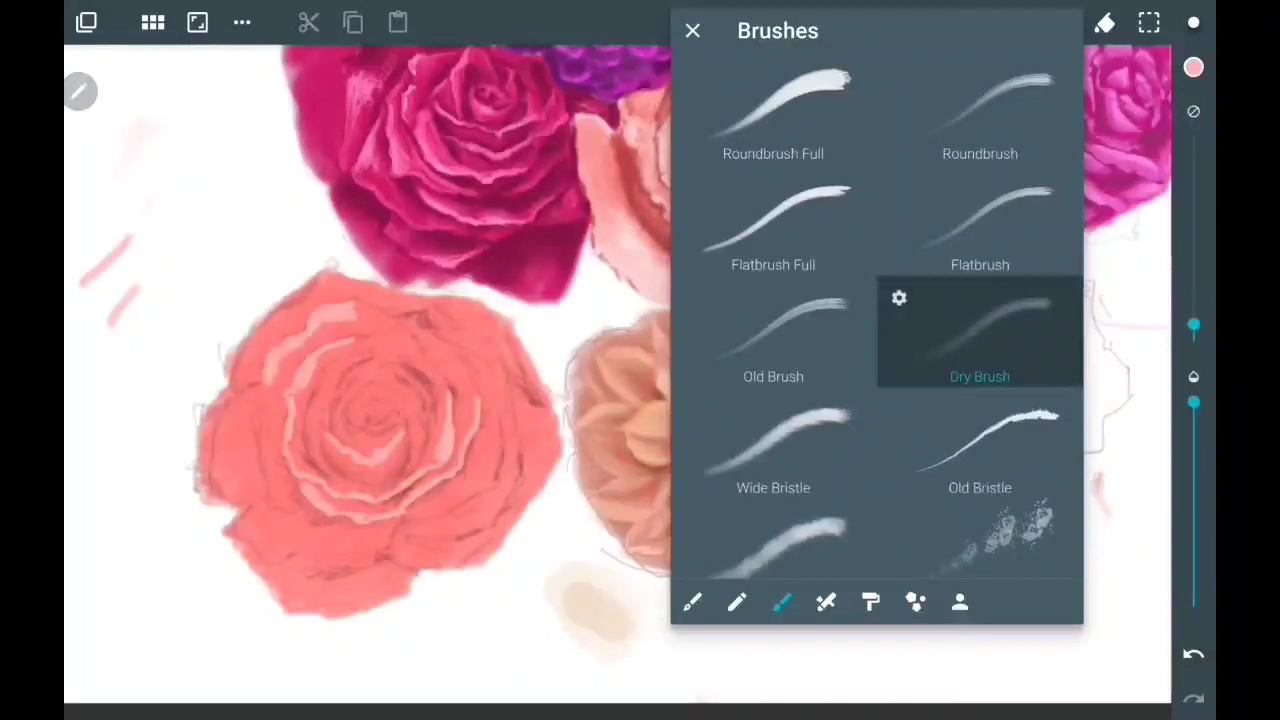 Brushes
Roundbrush Full
Roundbrush
Flatbrush Full
Flatbrush
Old Brush
Dry Brush
Wide Bristle
Old Bristle